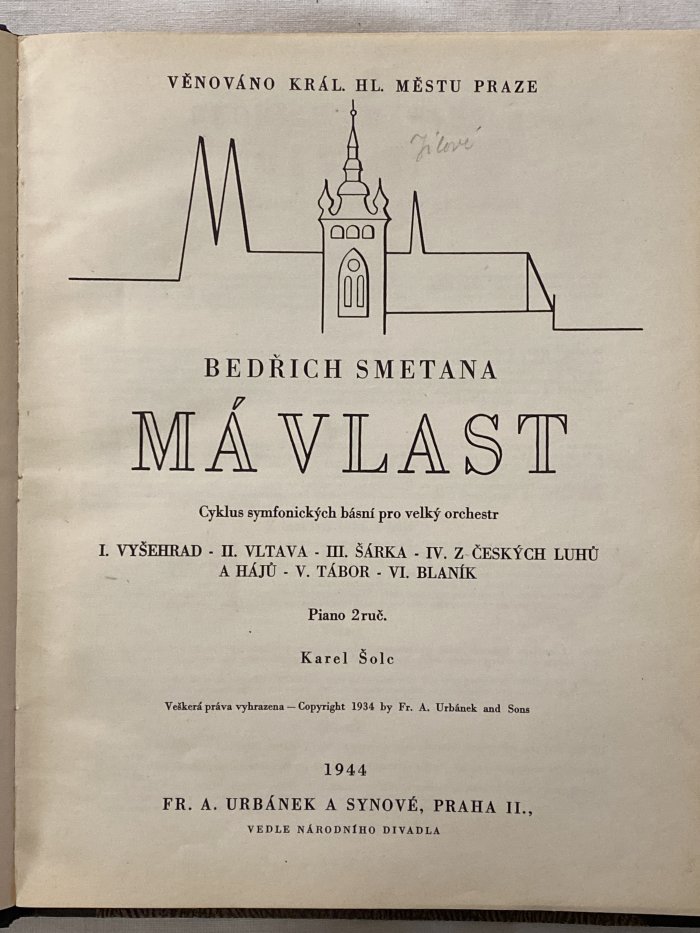 VĚNOVÁNO KRÁL. HL. MĚSTU PRAZE
Jílové
BEDŘICH SMETANA
MÁ VLAST
Cyklus symfonických básní pro velký orchestr
I. VYŠEHRAD - II. VLTAVA - III. ŠÁRKA - IV. Z ČESKÝCH LUHŮ
A HÁJŮ - V. TÁBOR - VI. BLANÍK
Piano 2ruč.
Karel Šolc
Veškerá práva vyhrazena — Copyright 1934 by Fr. A. Urbánek and Sons
1944
FR. A. URBÁNEK A SYNOVÉ, PRAHA II.,
VEDLE NÁRODNÍHO DIVADLA